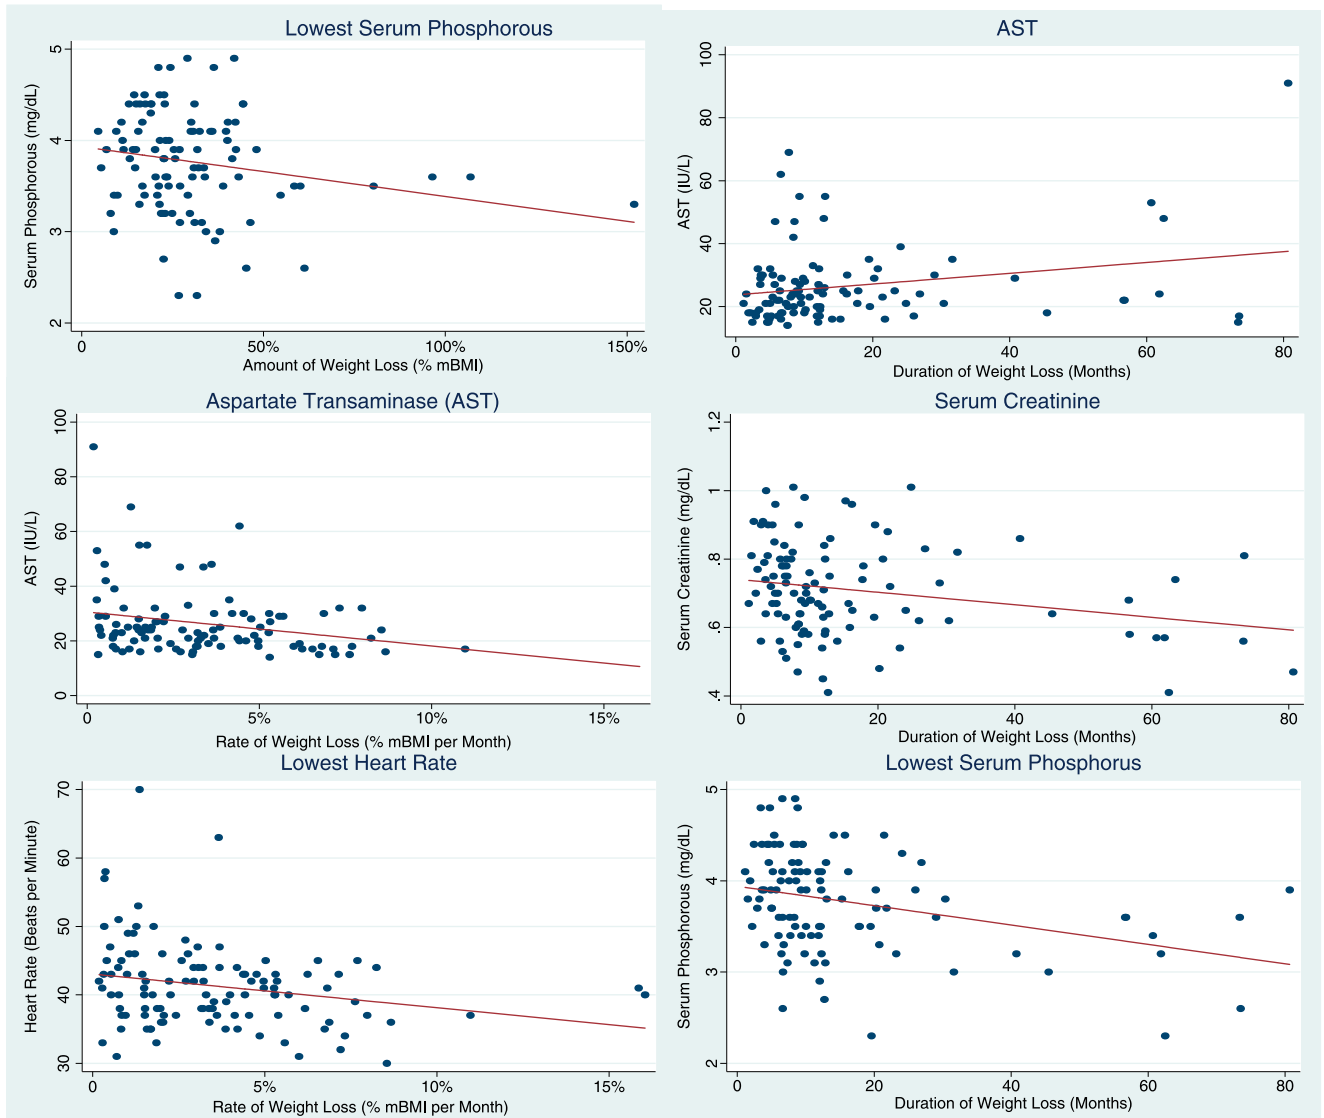 Lowest Serum Phosphorous
Serum Phosphorous (mg/dL)
5
4
3
2
0 50% 100% 150%
Amount of Weight Loss (% mBMI)
AST
AST (IU/L)
100
80
60
40
20
0 20 40 60 80
Duration of Weight Loss (Months)
Aspartate Transaminase (AST)
AST (IU/L)
100
80
60
40
20
0
0 5% 10% 15%
Rate of Weight Loss (% mBMI per Month)
Serum Creatinine
Serum Creatinine (mg/dL)
1.2
1
.8
.6
.4
0 20 40 60 80
Duration of Weight Loss (Months)
Lowest Heart Rate
Heart Rate (Beats per Minute)
70
60
50
40
30
0 5% 10% 15%
Rate of Weight Loss (% mBMI per Month)
Lowest Serum Phosphorus
Serum Phosphorous (mg/dL)
5
4
3
2
0 20 40 60 80
Duration of Weight Loss (Months)